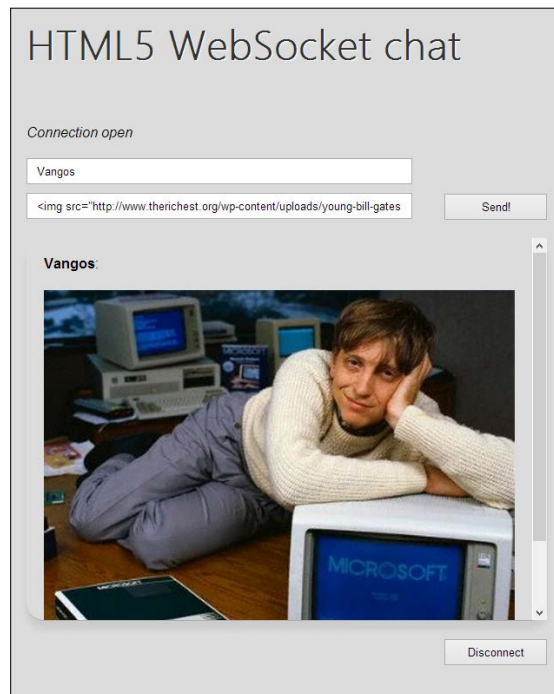 HTML5 WebSocket chat
Connection open
Vangos
<img src="http://www.therichest.org/wp-content/uploads/young-bill-gates
Send!
Vangos:
MICROSOFT
MICROSOFT
Disconnect